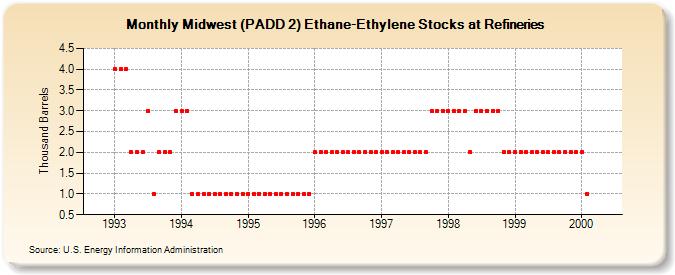 Monthly Midwest (PADD 2) Ethane-Ethylene Stocks at Refineries
Thousand Barrels
4.5
4.0
3.5
3.0
2.5
2.0
1.5
1.0
0.5
1993 1994 1995 1996 1997 1998 1999 2000
Source: U.S. Energy Information Administration